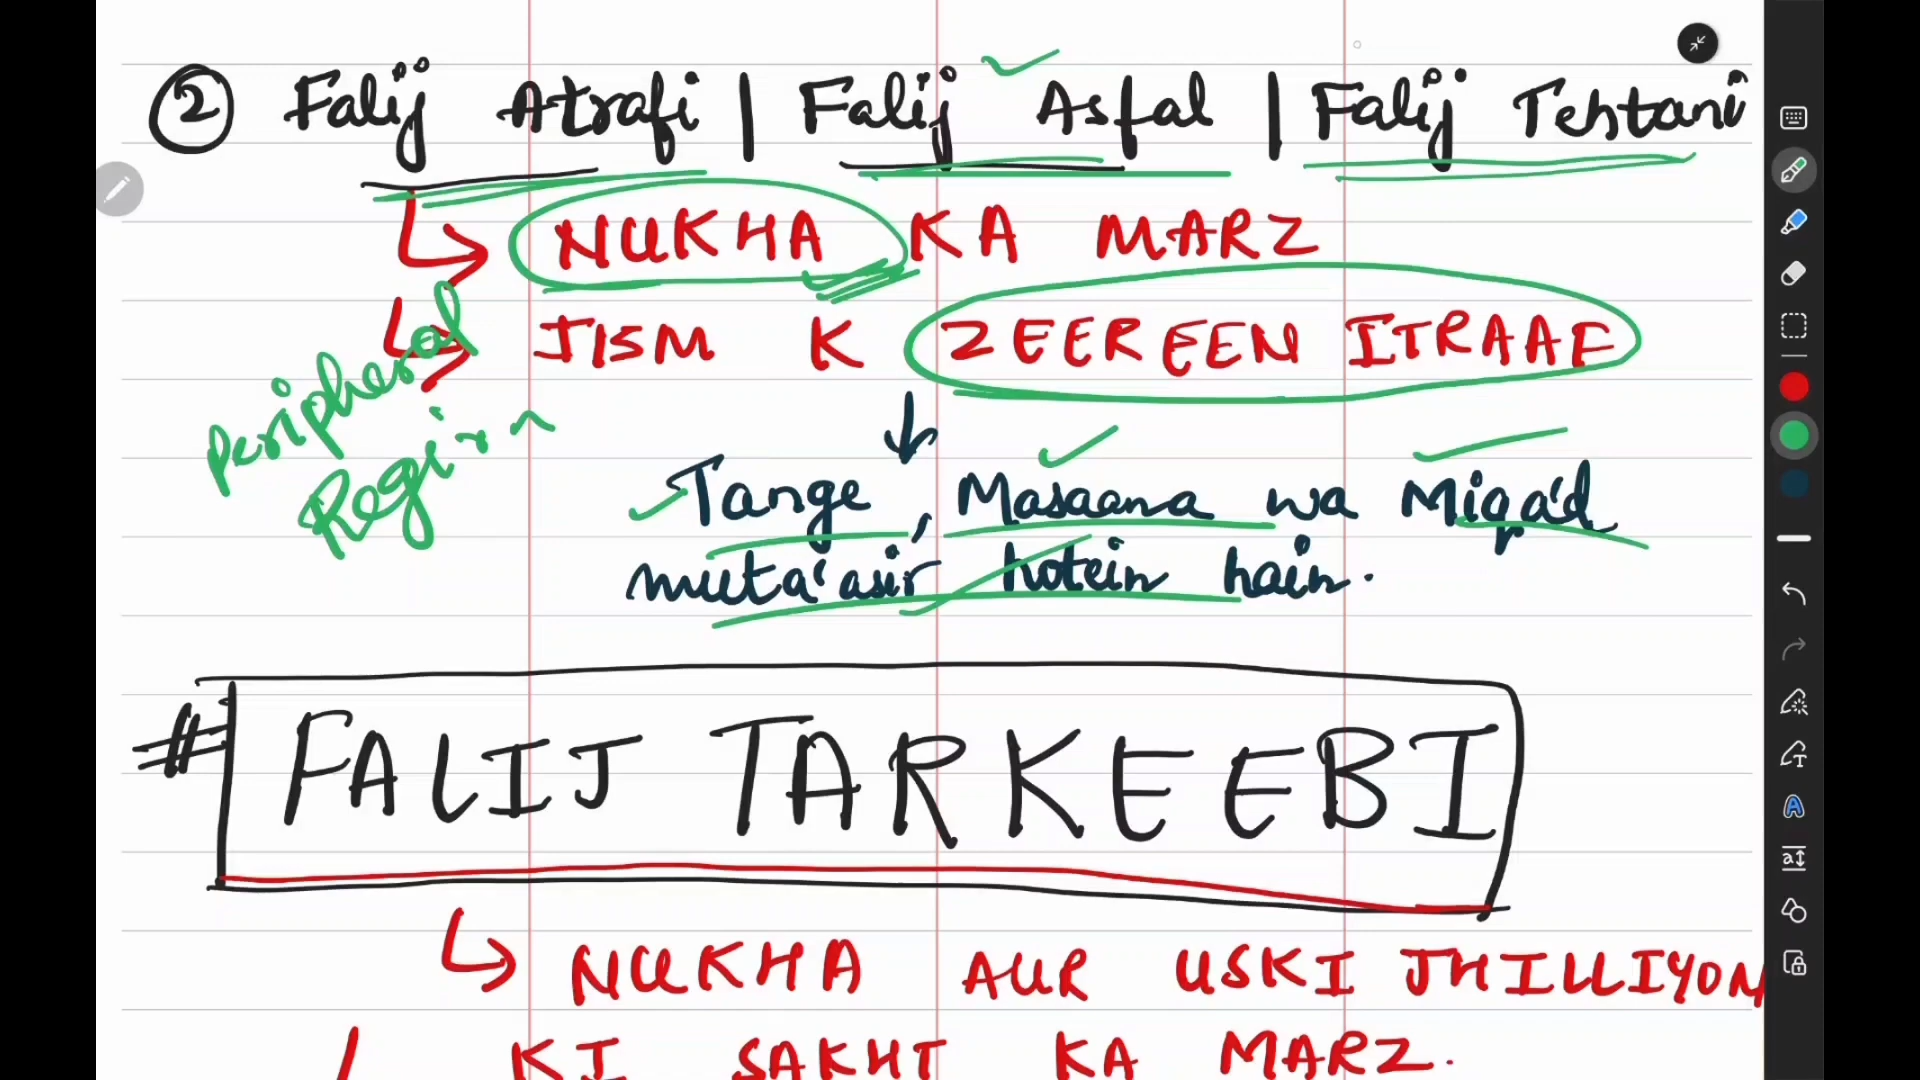 ② Falij Atrafi | Falij Asfal | Falij Tehtani
NUKHA KA MARZ
JISM K ZEEREEN ITRAAF
Peripheral
Region
Tange, Masaana wa Miqa'd
muta'asir hotein hain.
# FALIJ TARKEEBI
NUKHA AUR USKI JHILLIYON
KI SAKHT KA MARZ.